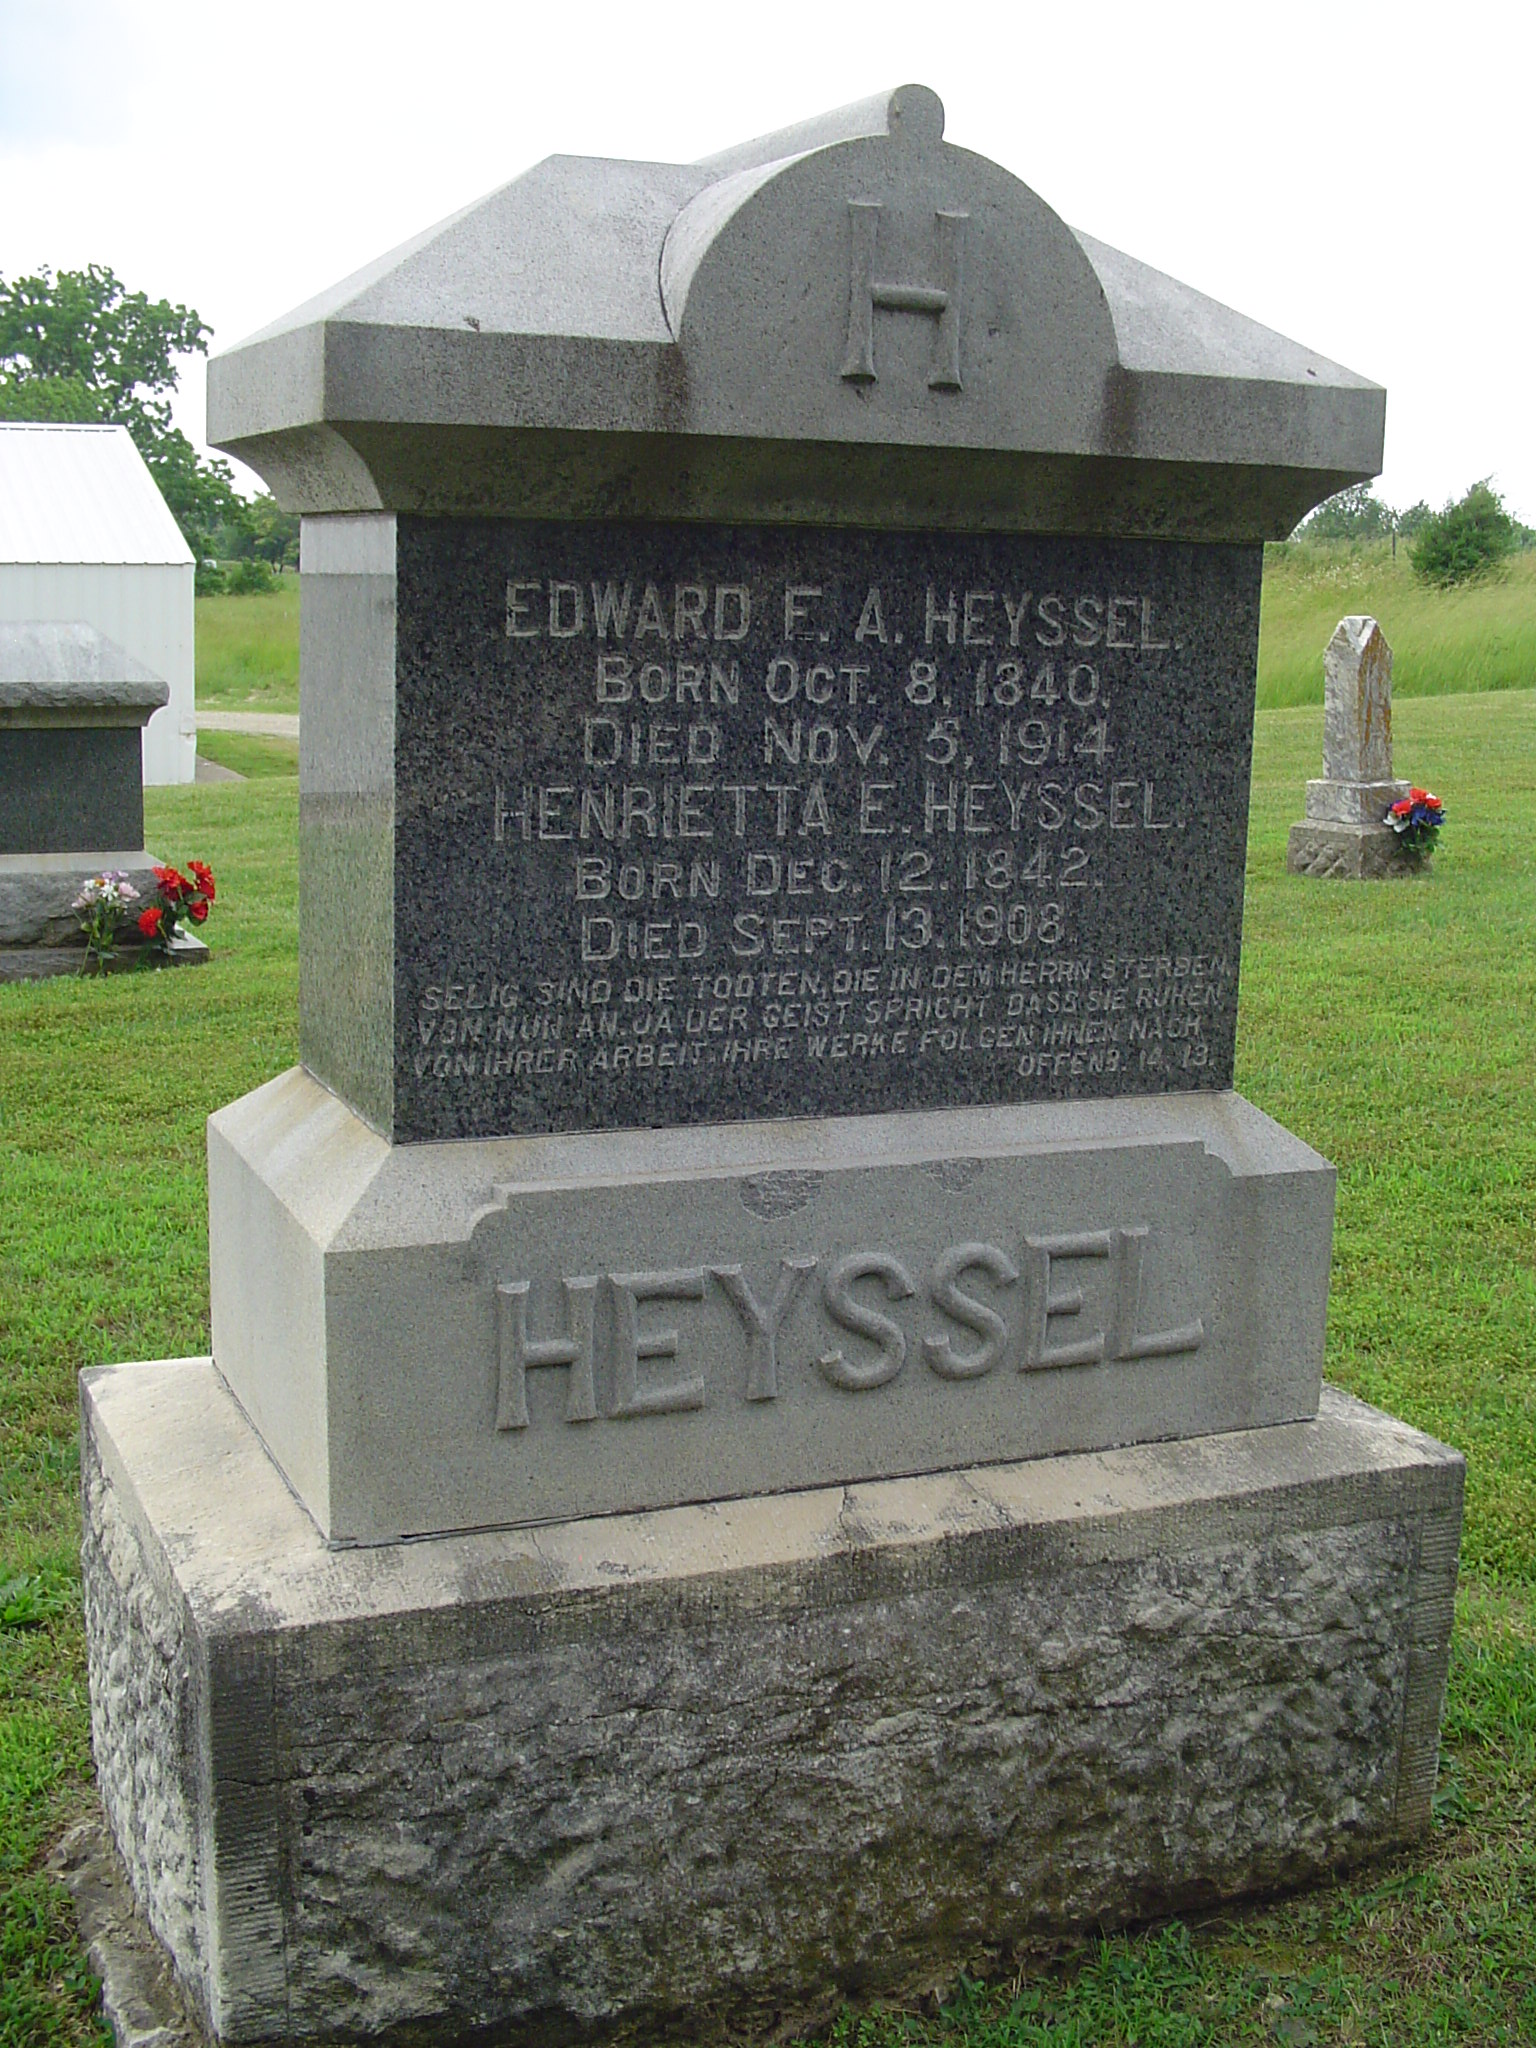 H
EDWARD F. A. HEYSSEL.
BORN OCT. 8, 1840.
DIED NOV. 5, 1914
HENRIETTA E. HEYSSEL.
BORN DEC. 12. 1842.
DIED SEPT. 13. 1908.
SELIG SIND DIE TODTEN, DIE IN DEM HERRN STERBEN
VON NUN AN. JA DER GEIST SPRICHT DASS SIE RUHEN
VON IHRER ARBEIT. IHRE WERKE FOLGEN IHNEN NACH
OFFENB. 14. 13.
HEYSSEL